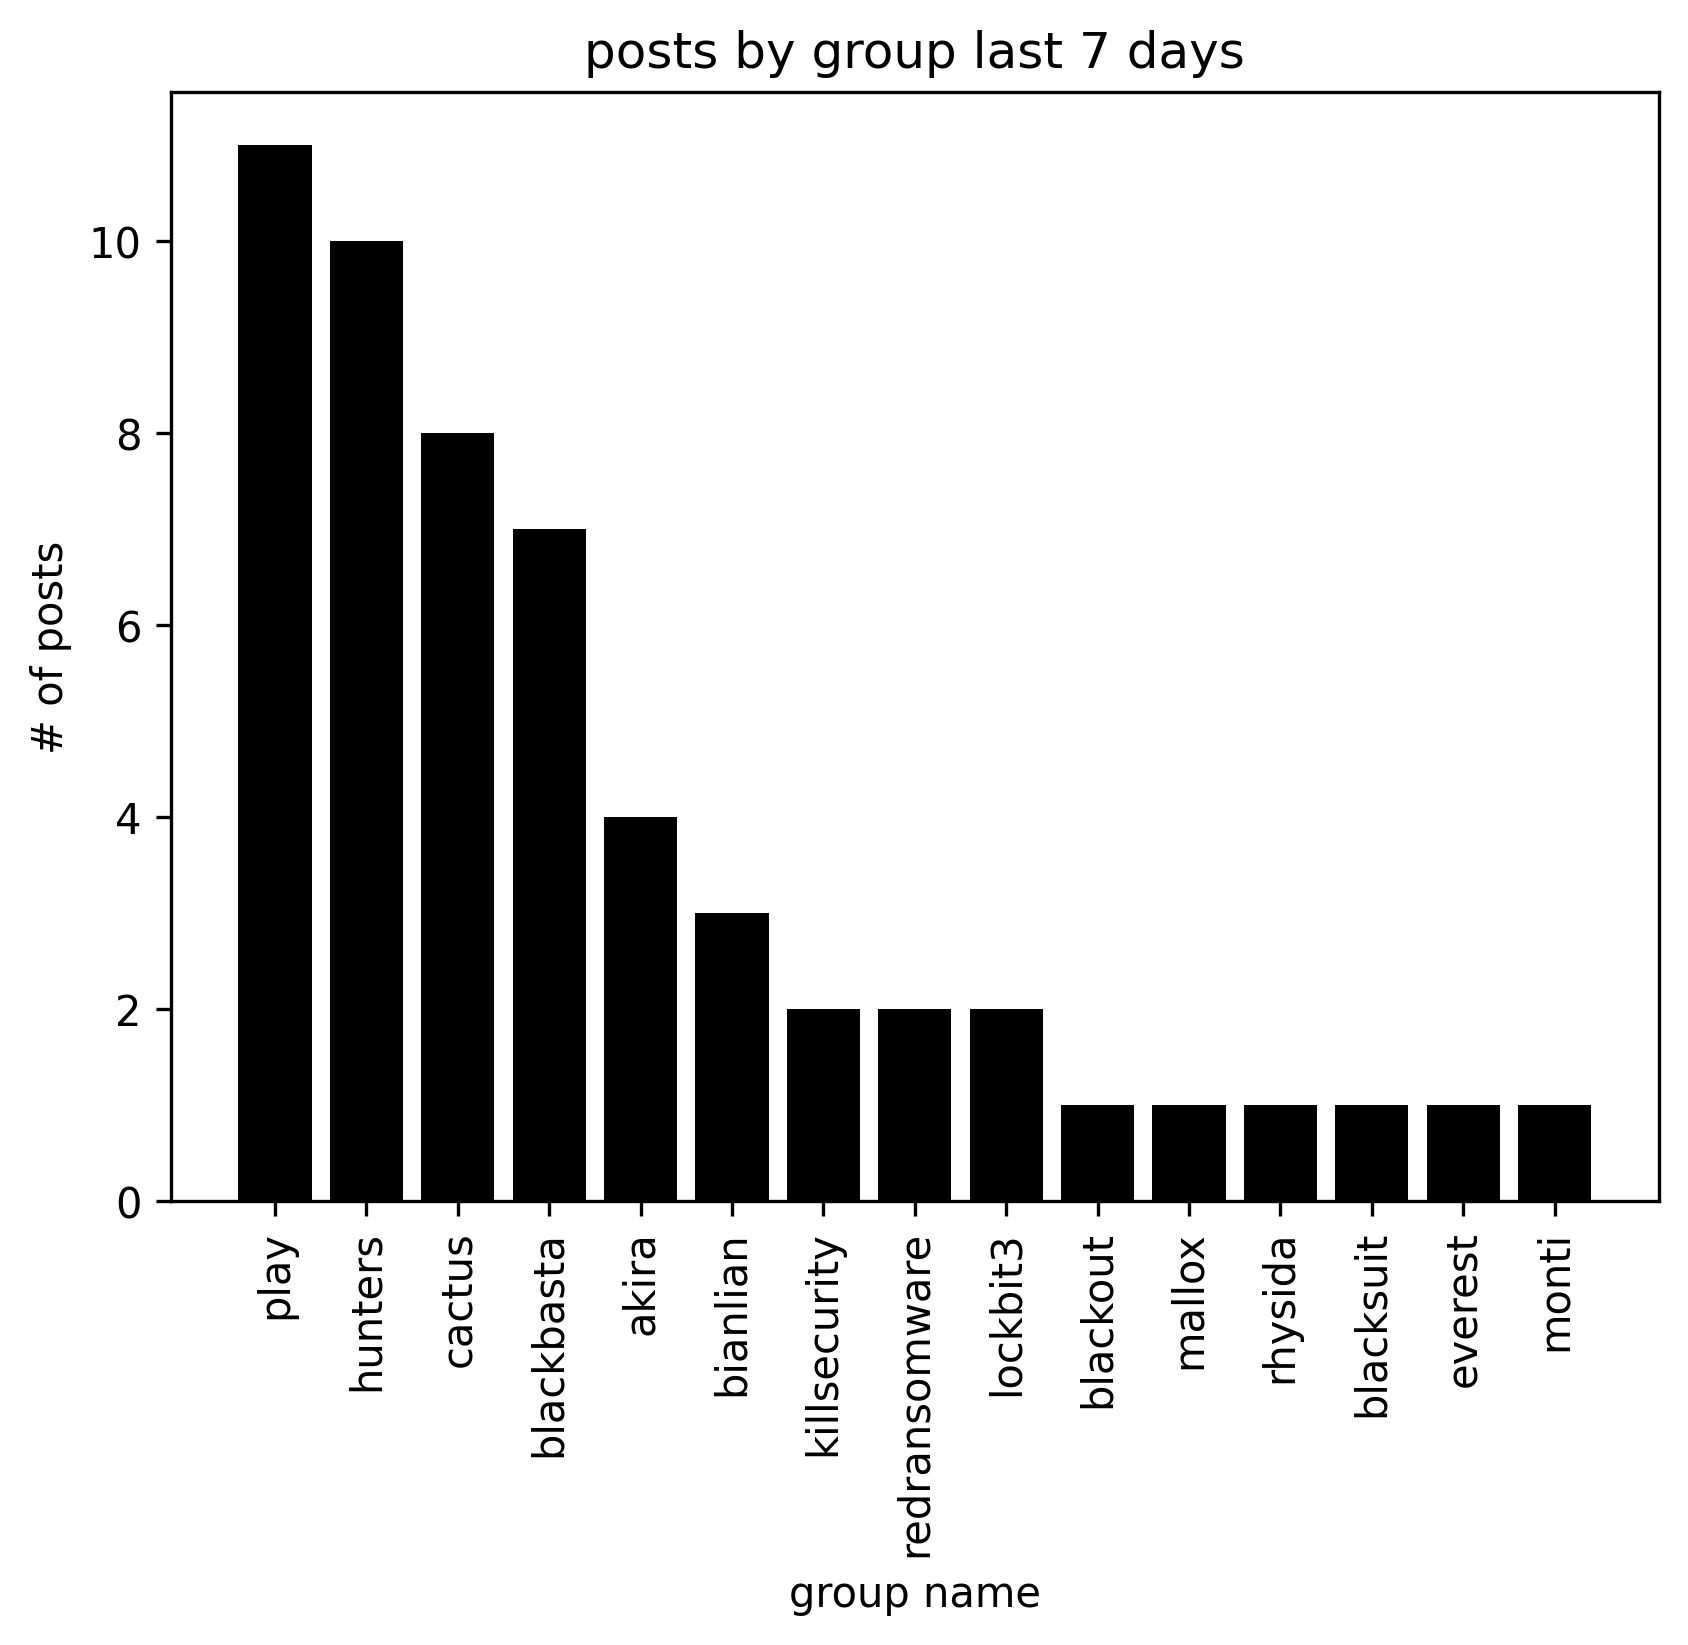 posts by group last 7 days
# of posts
10
8
6
4
2
0
play
hunters
cactus
blackbasta
akira
bianlian
killsecurity
redransomware
lockbit3
blackout
mallox
rhysida
blacksuit
everest
monti
group name